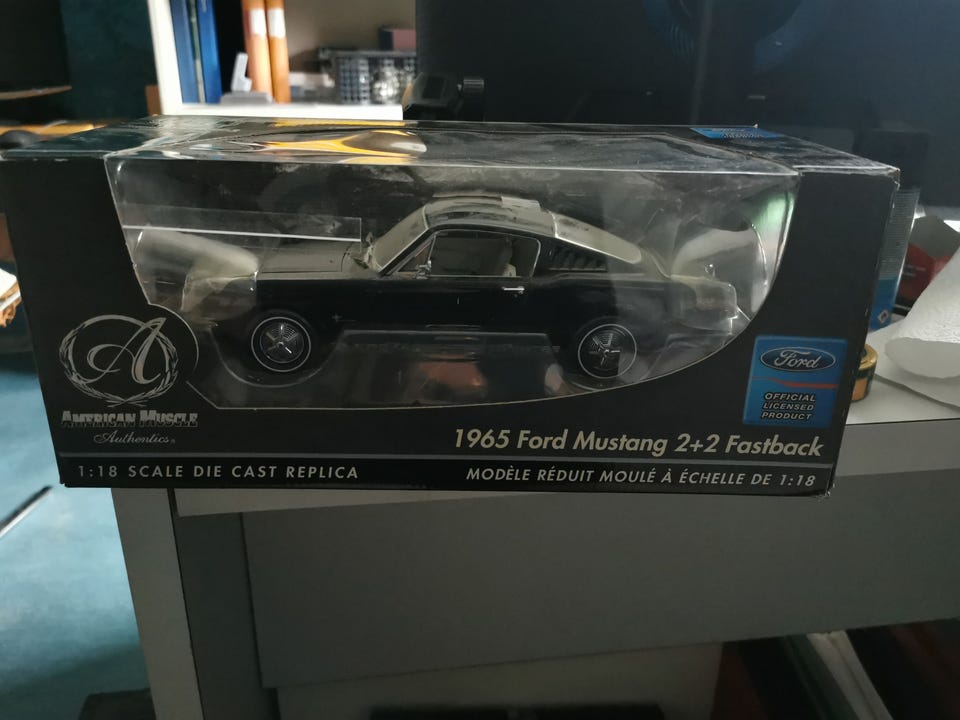 A
AMERICAN MUSCLE
Authentics
1965 Ford Mustang 2+2 Fastback
1:18 SCALE DIE CAST REPLICA
MODÈLE RÉDUIT MOULÉ À ÉCHELLE DE 1:18
Ford
OFFICIAL
LICENSED
PRODUCT